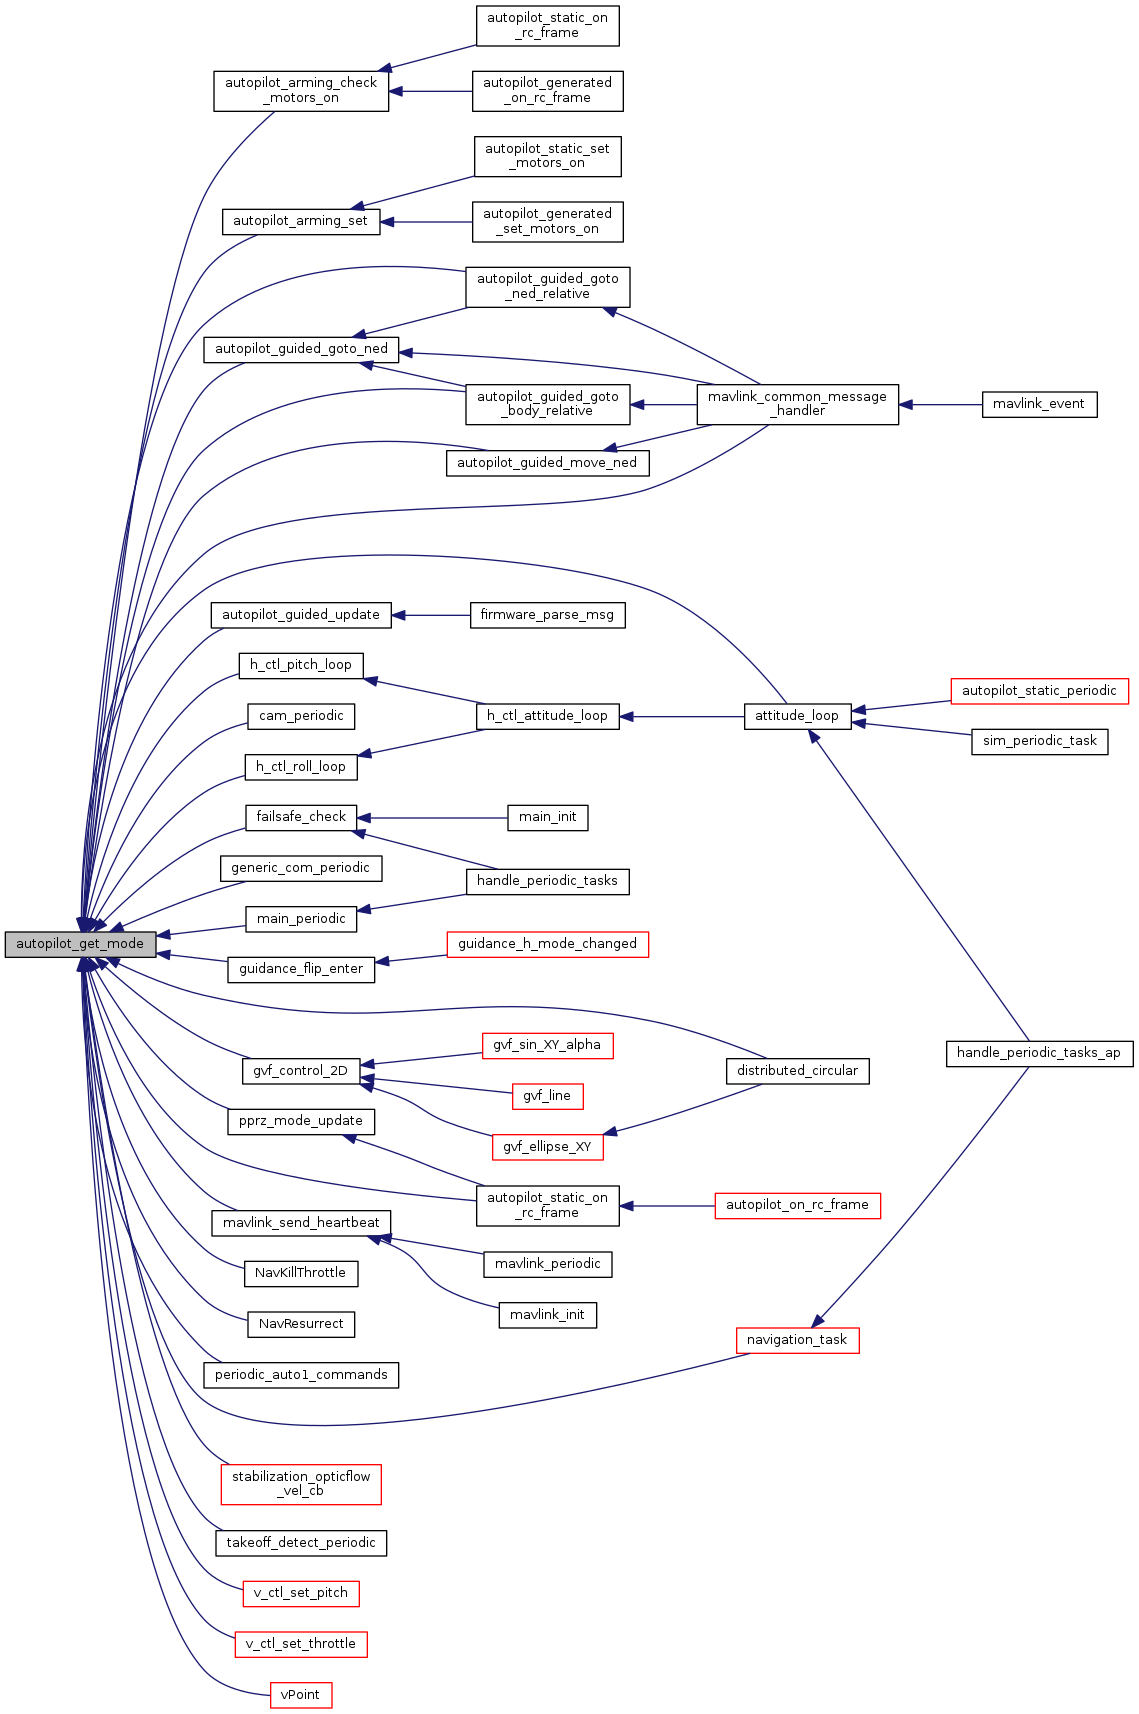 autopilot_static_on
_rc_frame
autopilot_arming_check
_motors_on
autopilot_generated
_on_rc_frame
autopilot_static_set
_motors_on
autopilot_arming_set
autopilot_generated
_set_motors_on
autopilot_guided_goto
_ned_relative
autopilot_guided_goto_ned
autopilot_guided_goto
_body_relative
mavlink_common_message
_handler
mavlink_event
autopilot_guided_move_ned
autopilot_guided_update
firmware_parse_msg
h_ctl_pitch_loop
autopilot_static_periodic
cam_periodic
h_ctl_attitude_loop
attitude_loop
sim_periodic_task
h_ctl_roll_loop
failsafe_check
main_init
generic_com_periodic
handle_periodic_tasks
main_periodic
autopilot_get_mode
guidance_h_mode_changed
guidance_flip_enter
gvf_sin_XY_alpha
handle_periodic_tasks_ap
gvf_control_2D
distributed_circular
gvf_line
pprz_mode_update
gvf_ellipse_XY
autopilot_static_on
_rc_frame
autopilot_on_rc_frame
mavlink_send_heartbeat
mavlink_periodic
NavKillThrottle
mavlink_init
NavResurrect
navigation_task
periodic_auto1_commands
stabilization_opticflow
_vel_cb
takeoff_detect_periodic
v_ctl_set_pitch
v_ctl_set_throttle
vPoint